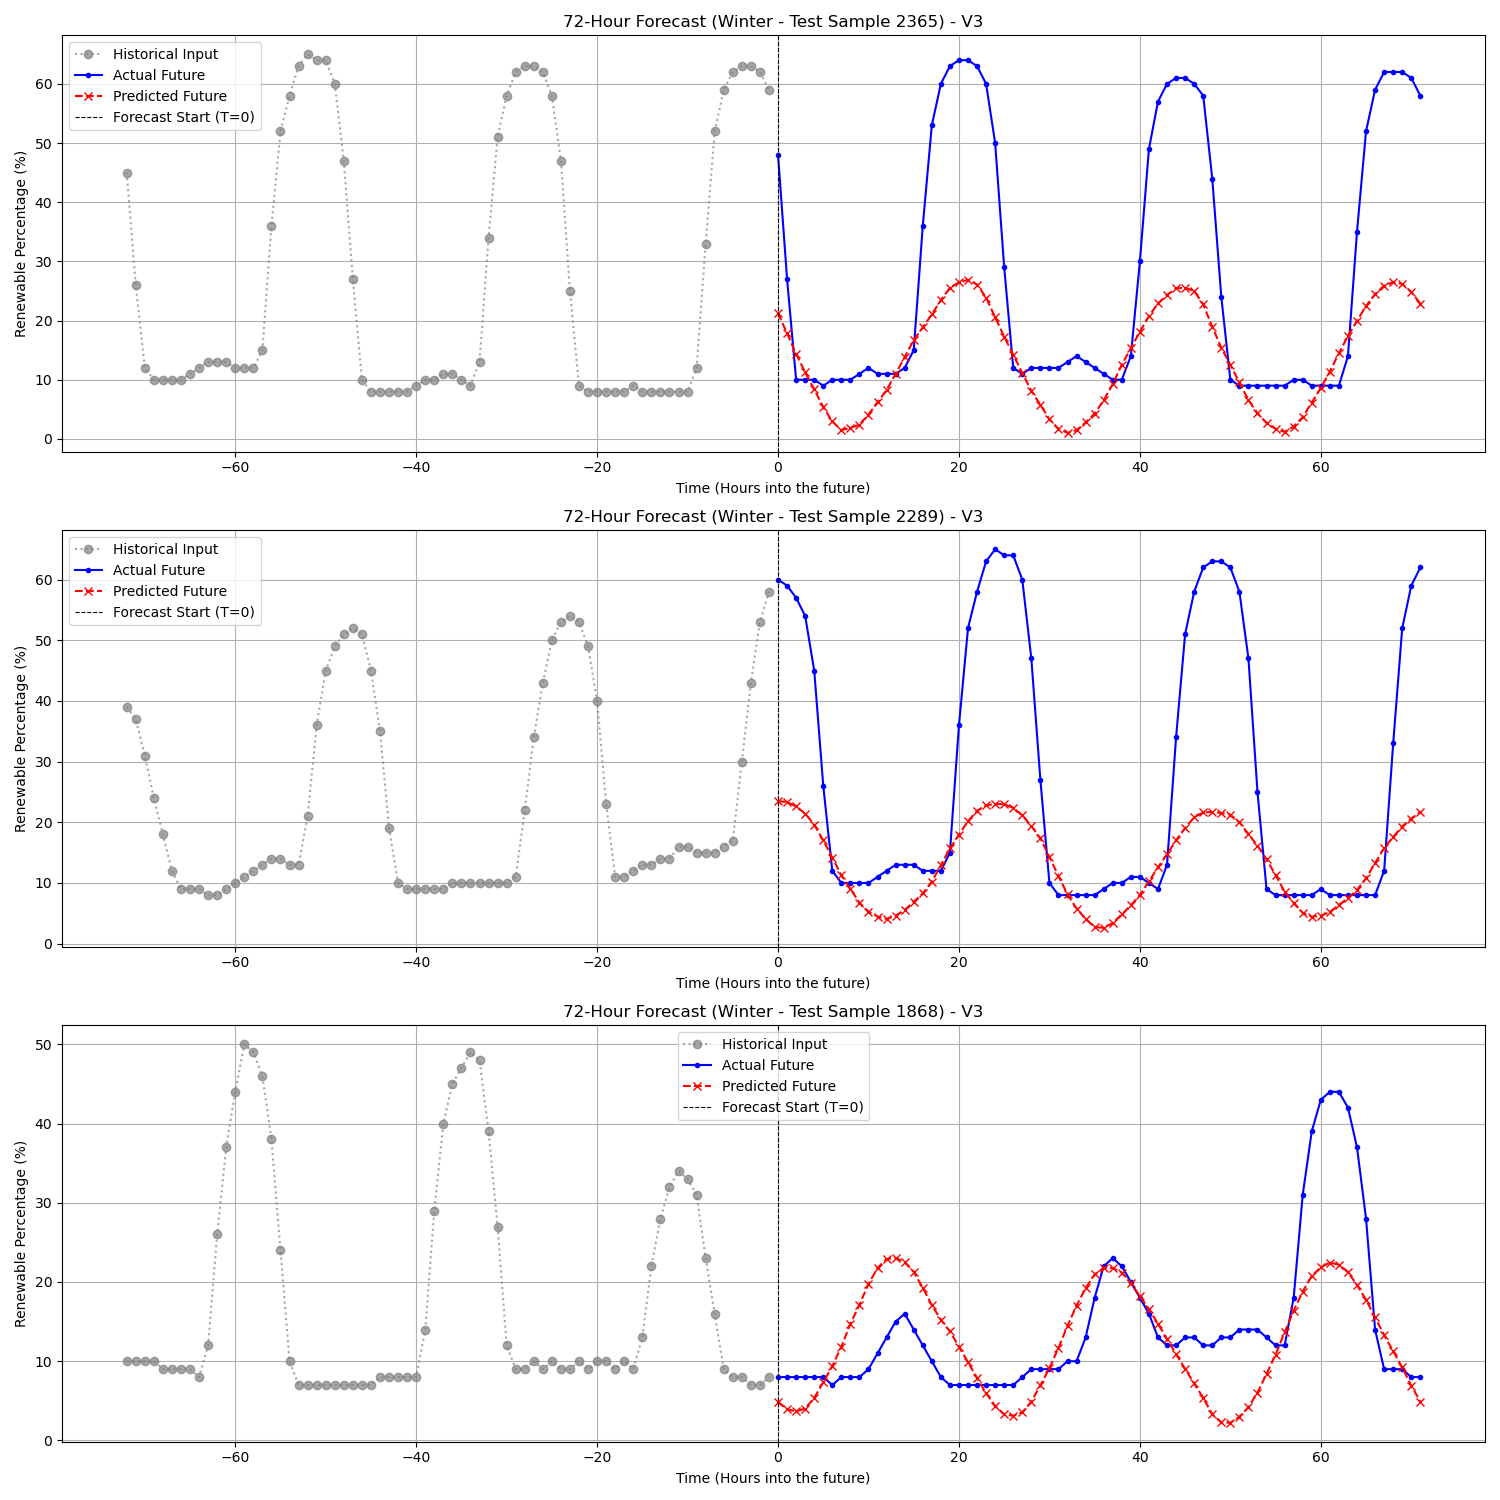 72-Hour Forecast (Winter - Test Sample 2365) - V3
Historical Input
Actual Future
Predicted Future
Forecast Start (T=0)
Renewable Percentage (%)
60
50
40
30
20
10
0
−60
−40
−20
0
20
40
60
Time (Hours into the future)
72-Hour Forecast (Winter - Test Sample 2289) - V3
Historical Input
Actual Future
Predicted Future
Forecast Start (T=0)
Renewable Percentage (%)
60
50
40
30
20
10
0
−60
−40
−20
0
20
40
60
Time (Hours into the future)
72-Hour Forecast (Winter - Test Sample 1868) - V3
Historical Input
Actual Future
Predicted Future
Forecast Start (T=0)
Renewable Percentage (%)
50
40
30
20
10
0
−60
−40
−20
0
20
40
60
Time (Hours into the future)